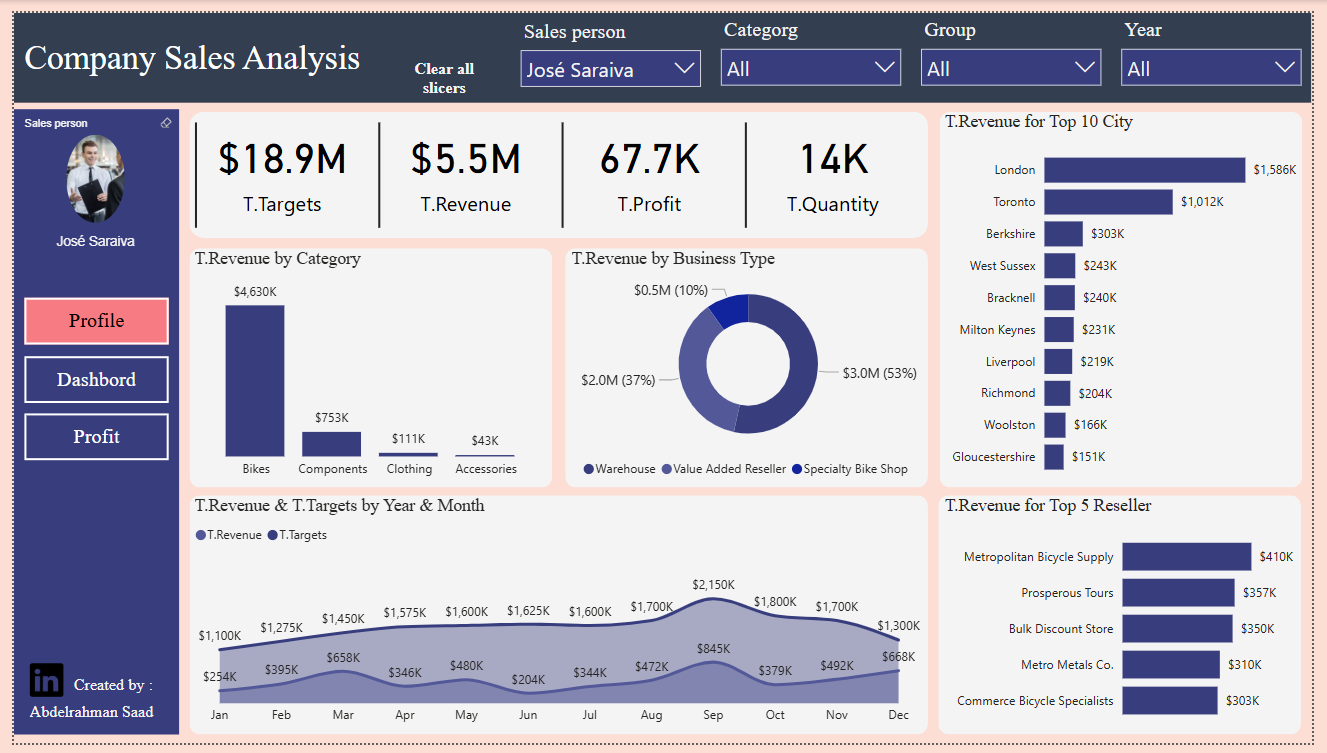 Company Sales Analysis
Clear all
slicers
Sales person
José Saraiva
Categorg
All
Group
All
Year
All
Sales person
José Saraiva
Profile
Dashbord
Profit
in
Created by :
Abdelrahman Saad
$18.9M
T.Targets
$5.5M
T.Revenue
67.7K
T.Profit
14K
T.Quantity
T.Revenue by Category
$4,630K
$753K
$111K
$43K
Bikes Components Clothing Accessories
T.Revenue by Business Type
$0.5M (10%)
$2.0M (37%)
$3.0M (53%)
Warehouse Value Added Reseller Specialty Bike Shop
T.Revenue for Top 10 City
London $1,586K
Toronto $1,012K
Berkshire $303K
West Sussex $243K
Bracknell $240K
Milton Keynes $231K
Liverpool $219K
Richmond $204K
Woolston $166K
Gloucestershire $151K
T.Revenue & T.Targets by Year & Month
T.Revenue T.Targets
$1,100K $1,275K $1,450K $1,575K $1,600K $1,625K $1,600K $1,700K $2,150K $1,800K $1,700K $1,300K
$254K $395K $658K $346K $480K $204K $344K $472K $845K $379K $492K $668K
Jan Feb Mar Apr May Jun Jul Aug Sep Oct Nov Dec
T.Revenue for Top 5 Reseller
Metropolitan Bicycle Supply $410K
Prosperous Tours $357K
Bulk Discount Store $350K
Metro Metals Co. $310K
Commerce Bicycle Specialists $303K